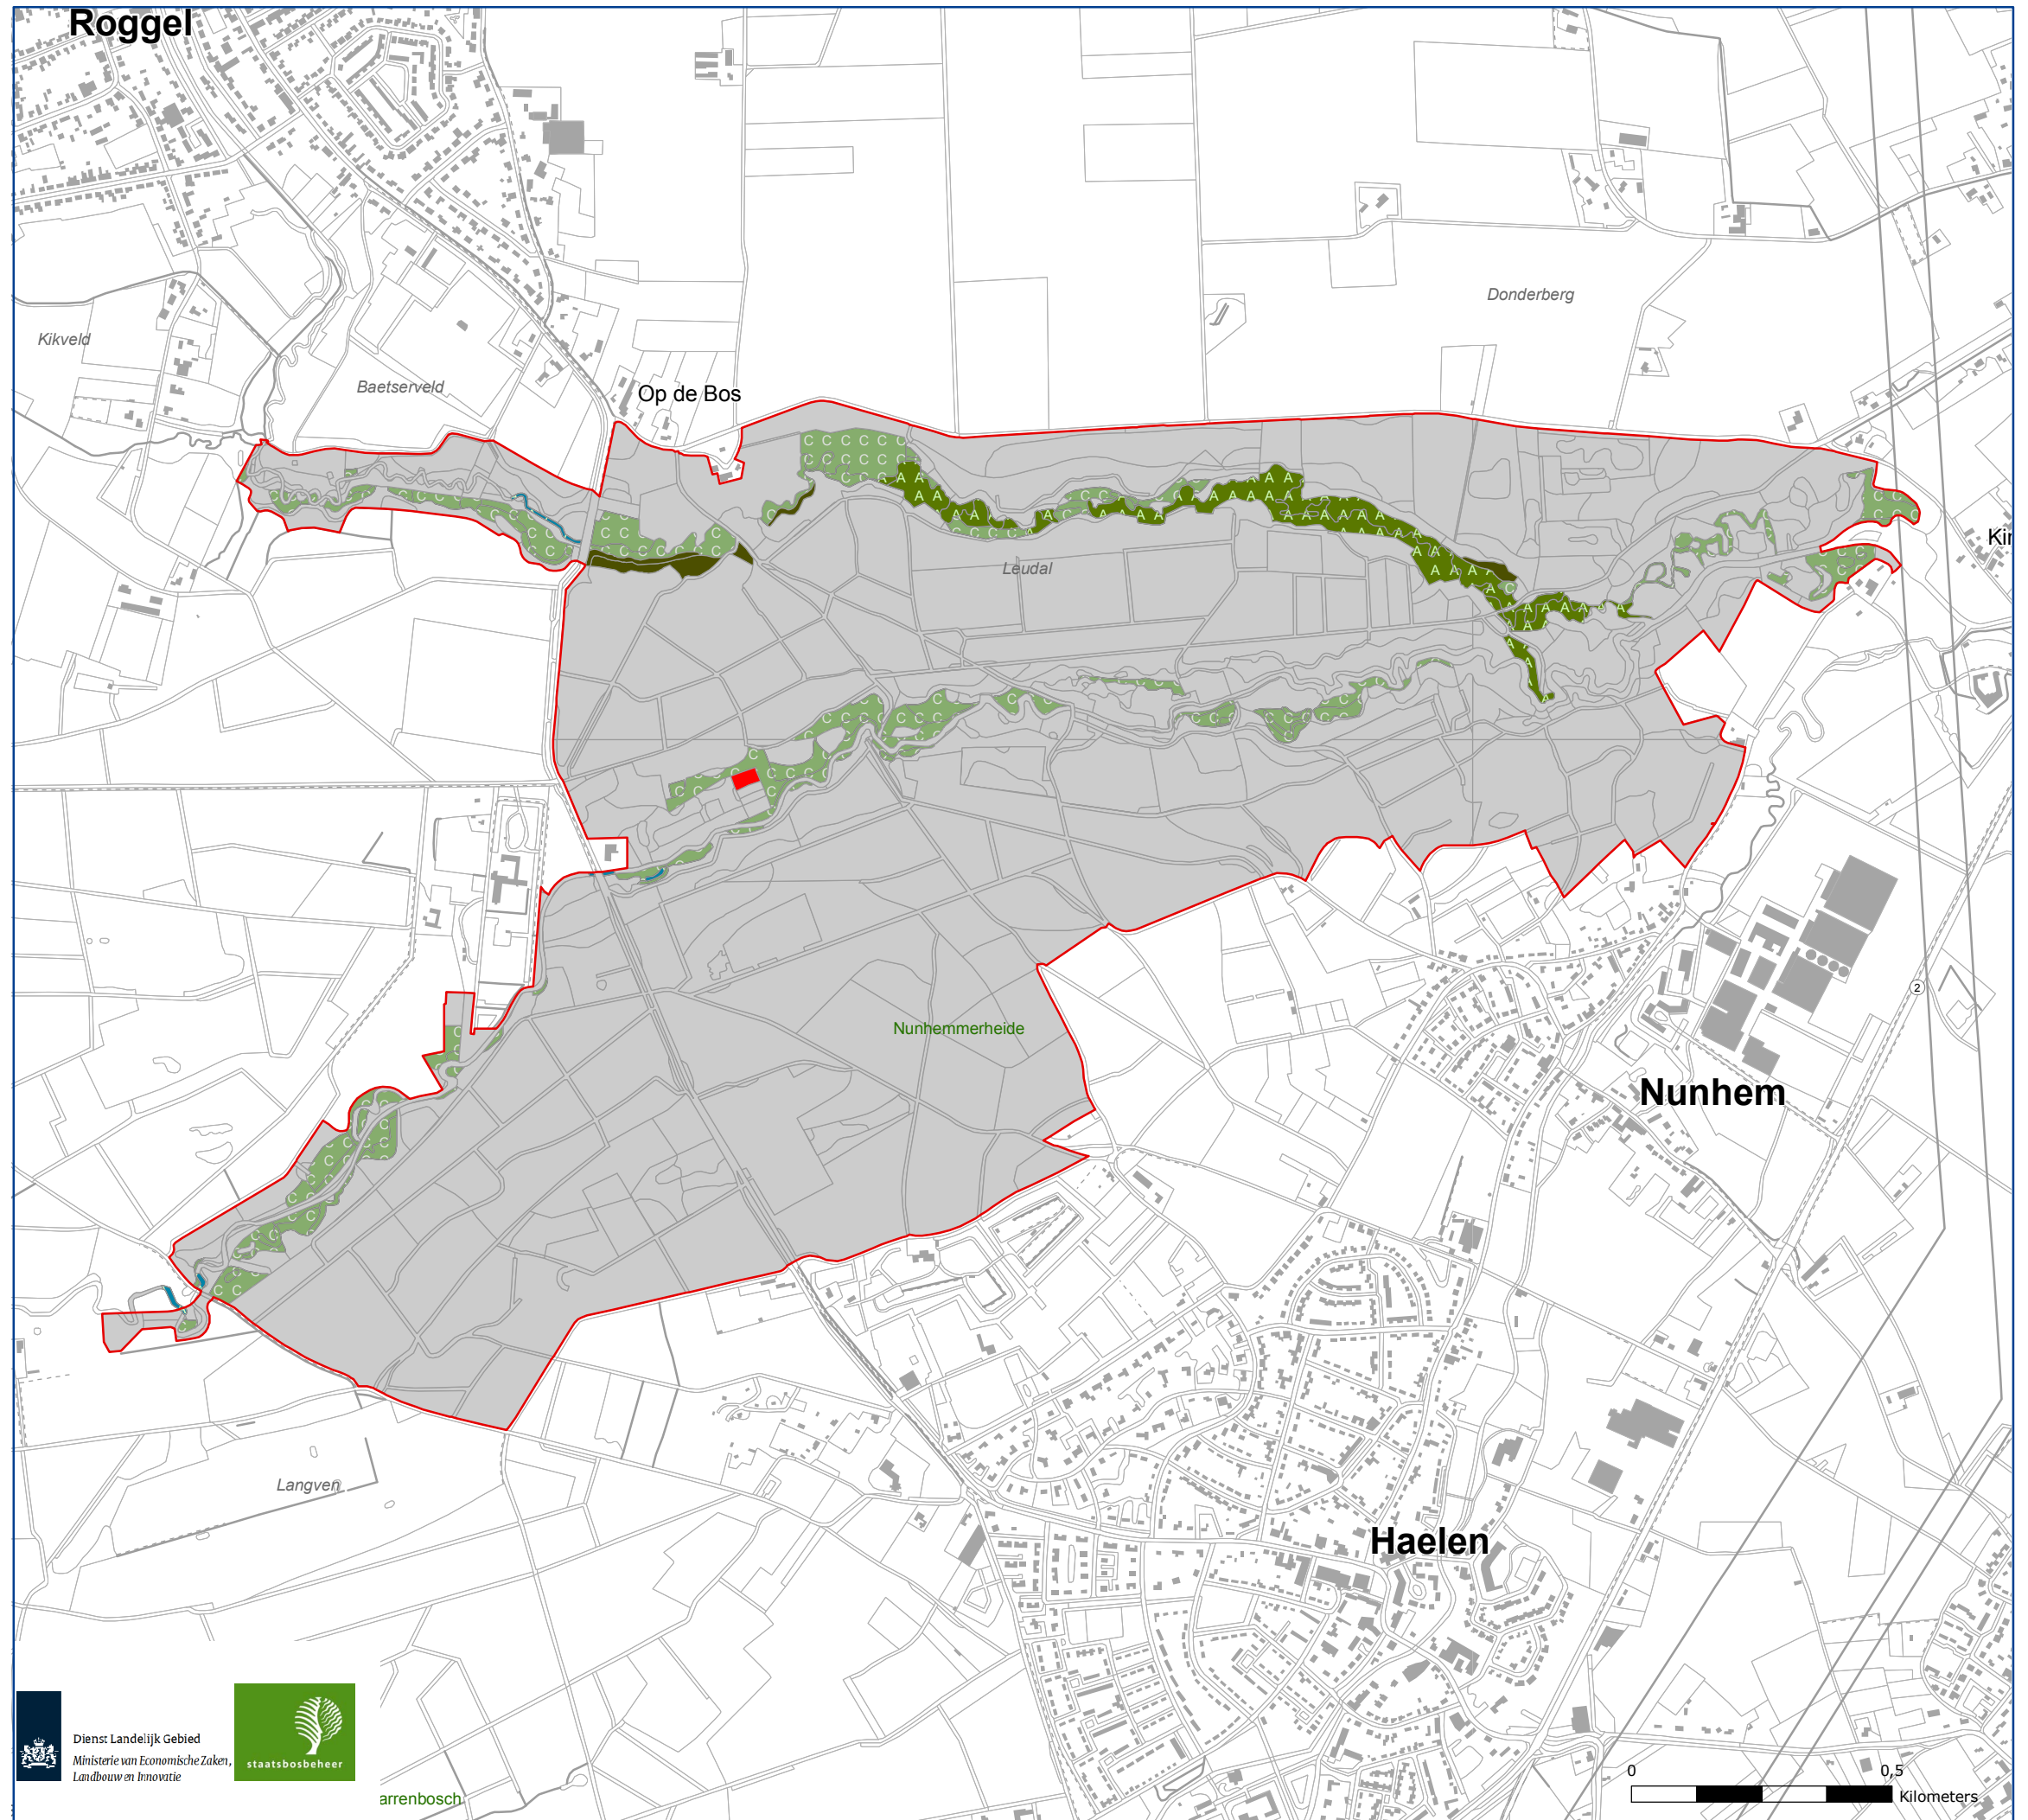 Roggel
Donderberg
Kikveld
Baetserveld
Op de Bos
Leudal
2
Nunhemmerheide
Nunhem
Langven
Haelen
Dienst Landelijk Gebied
Ministerie van Economische Zaken,
Landbouw en Innovatie
staatsbosbeheer
arrenbosch
0 0,5
Kilometers